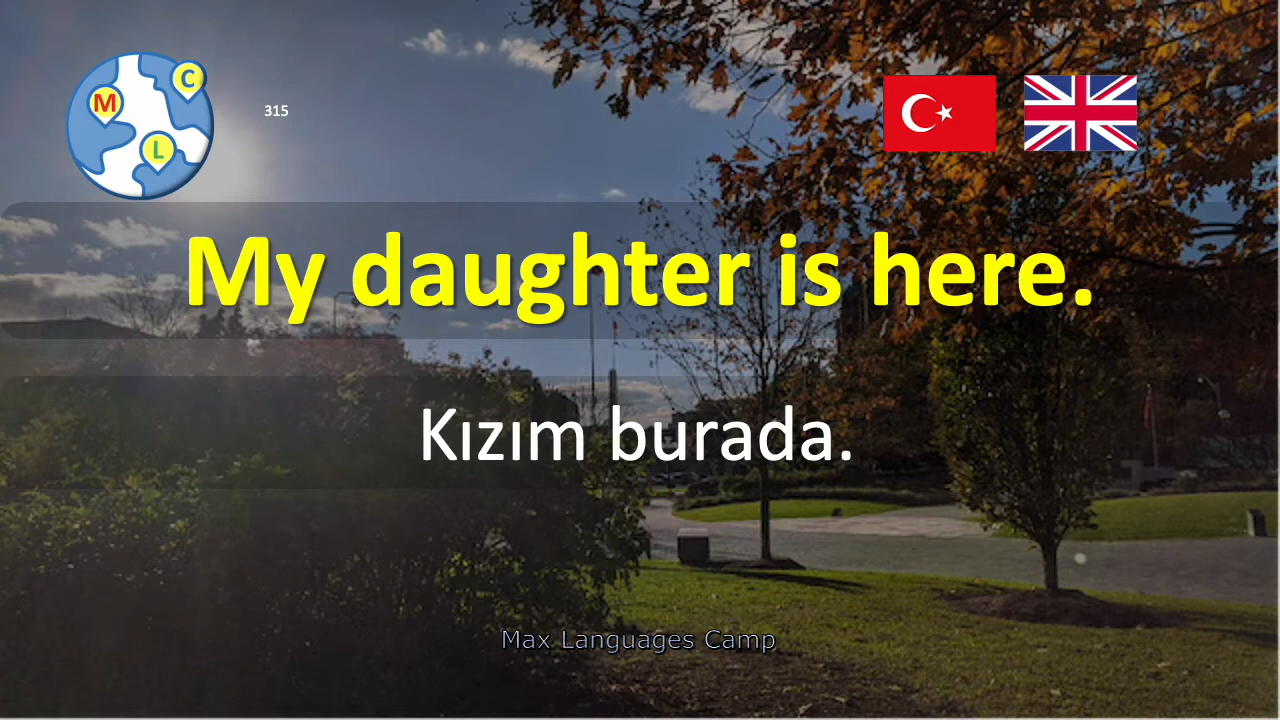 C
M
L
315
My daughter is here.
Kızım burada.
Max Languages Camp